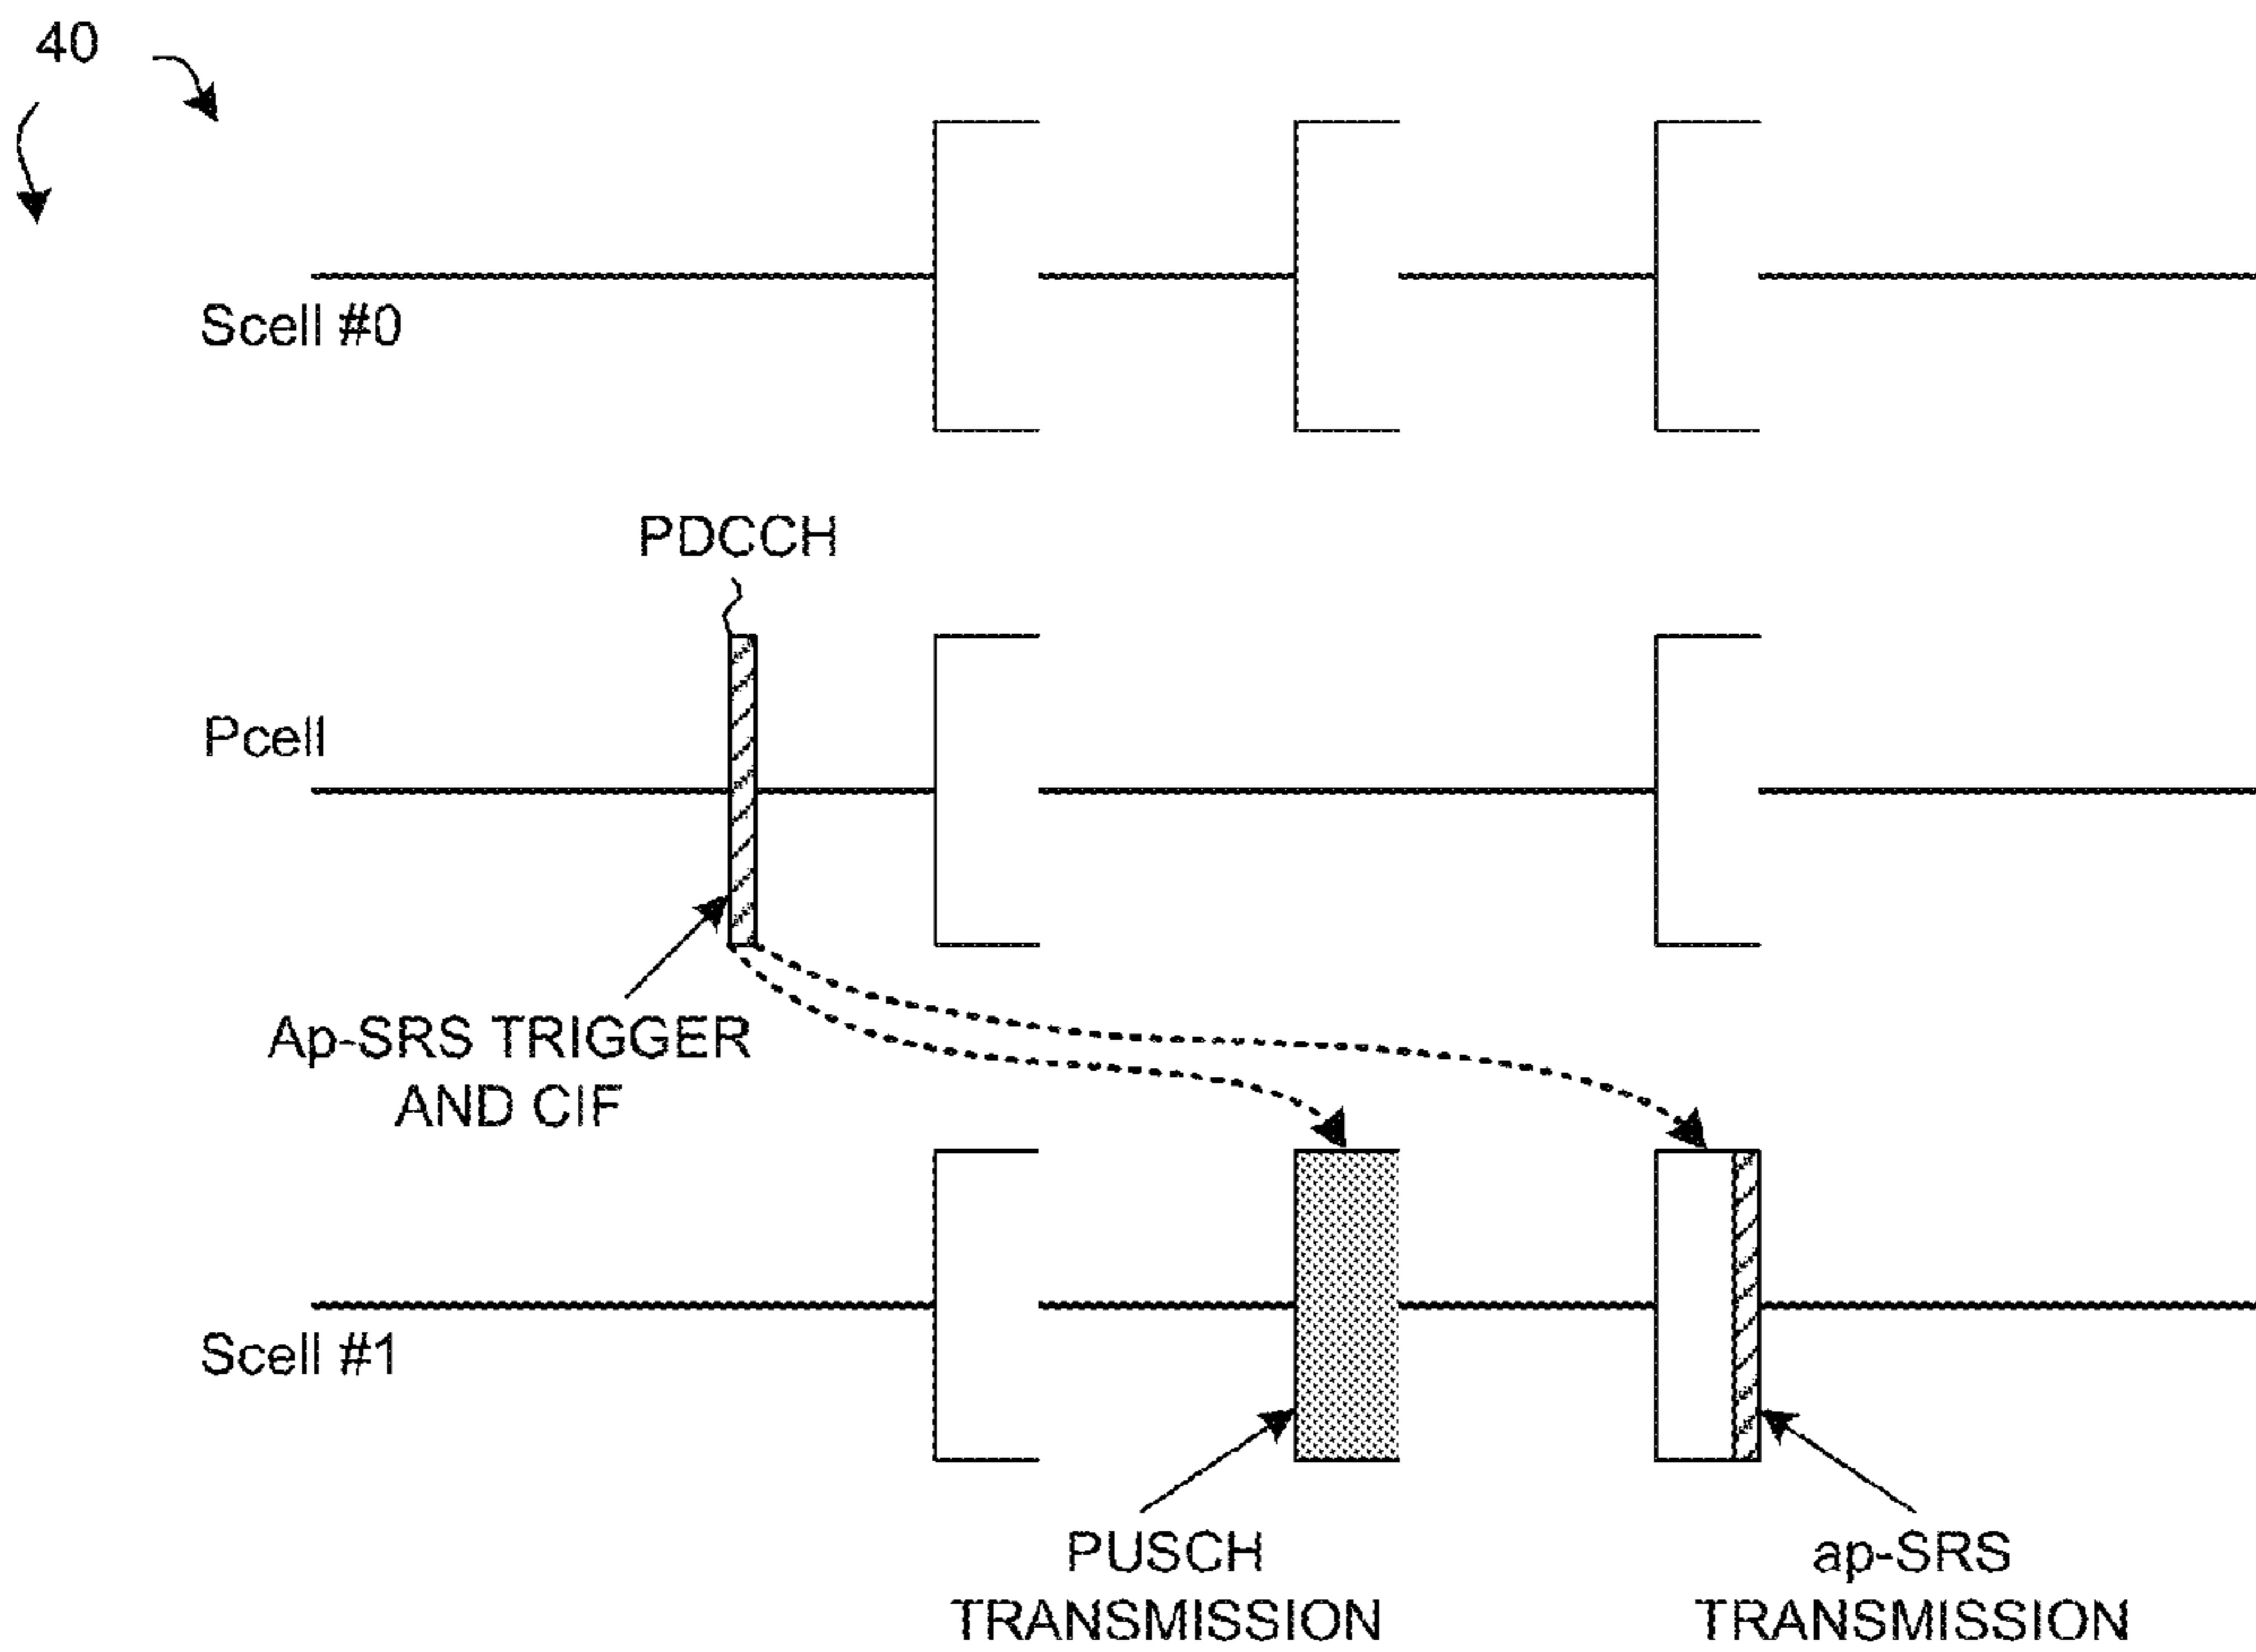 40
Scell #0
PDCCH
Pcell
Ap-SRS TRIGGER
AND CIF
Scell #1
PUSCH
TRANSMISSION
ap-SRS
TRANSMISSION